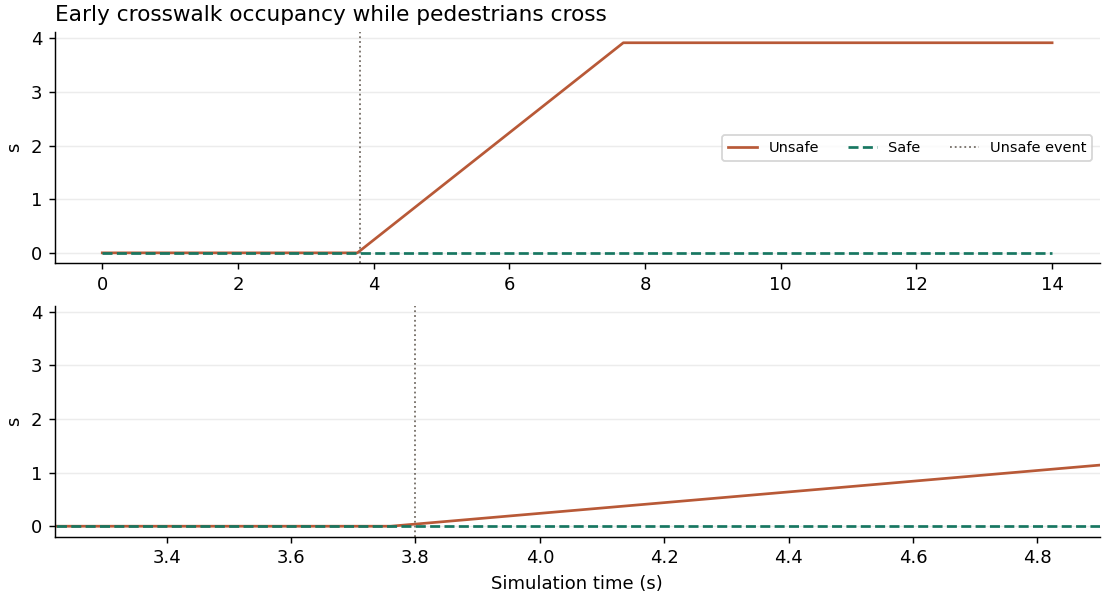 Early crosswalk occupancy while pedestrians cross
4
3
2
1
0
s
Unsafe Safe Unsafe event
0 2 4 6 8 10 12 14
4
3
2
1
0
s
3.4 3.6 3.8 4.0 4.2 4.4 4.6 4.8
Simulation time (s)